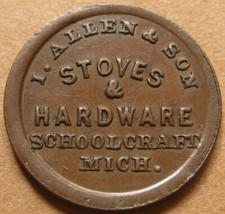 I. ALLEN & SON
STOVES
&
HARDWARE
SCHOOLCRAFT
MICH.